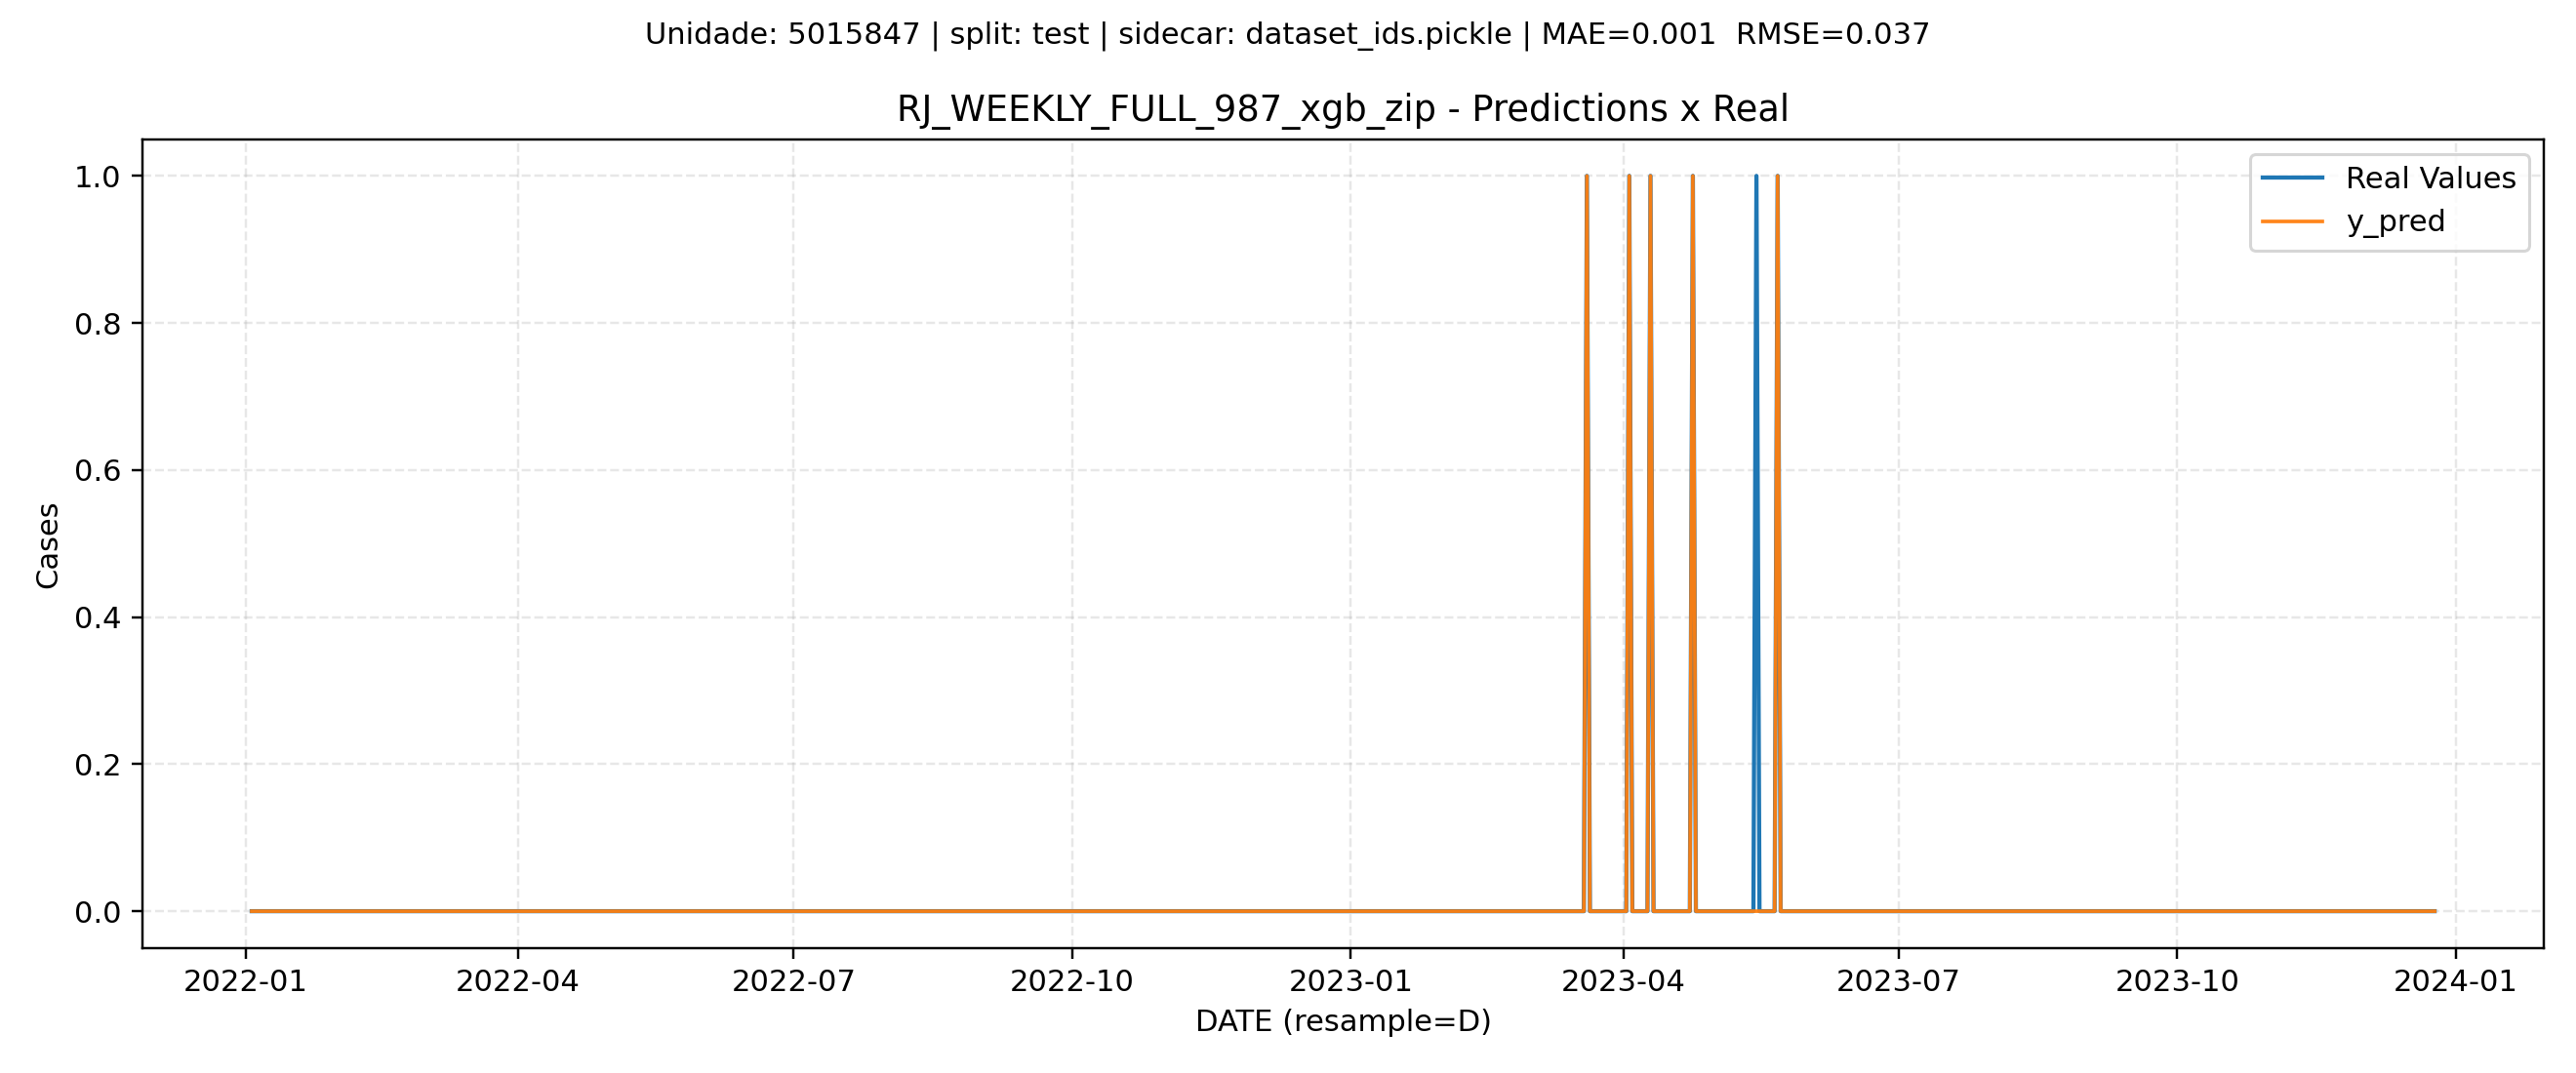 Unidade: 5015847 | split: test | sidecar: dataset_ids.pickle | MAE=0.001  RMSE=0.037
RJ_WEEKLY_FULL_987_xgb_zip - Predictions x Real
Real Values
y_pred
Cases
1.0
0.8
0.6
0.4
0.2
0.0
2022-01 2022-04 2022-07 2022-10 2023-01 2023-04 2023-07 2023-10 2024-01
DATE (resample=D)